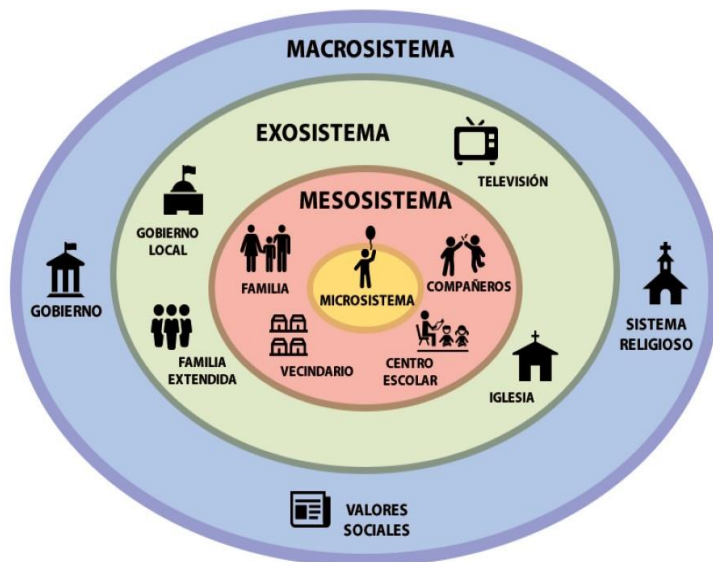 MACROSISTEMA
EXOSISTEMA
TELEVISIÓN
MESOSISTEMA
GOBIERNO
LOCAL
FAMILIA
COMPAÑEROS
MICROSISTEMA
GOBIERNO
SISTEMA
RELIGIOSO
FAMILIA
EXTENDIDA
VECINDARIO
CENTRO
ESCOLAR
IGLESIA
VALORES
SOCIALES